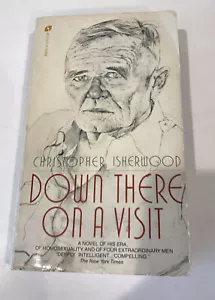 CHRISTOPHER ISHERWOOD
DOWN THERE
ON A VISIT
A NOVEL OF HIS ERA,
OF HOMOSEXUALITY, AND OF FOUR EXTRAORDINARY MEN
"DEEPLY INTELLIGENT...COMPELLING."
The New York Times